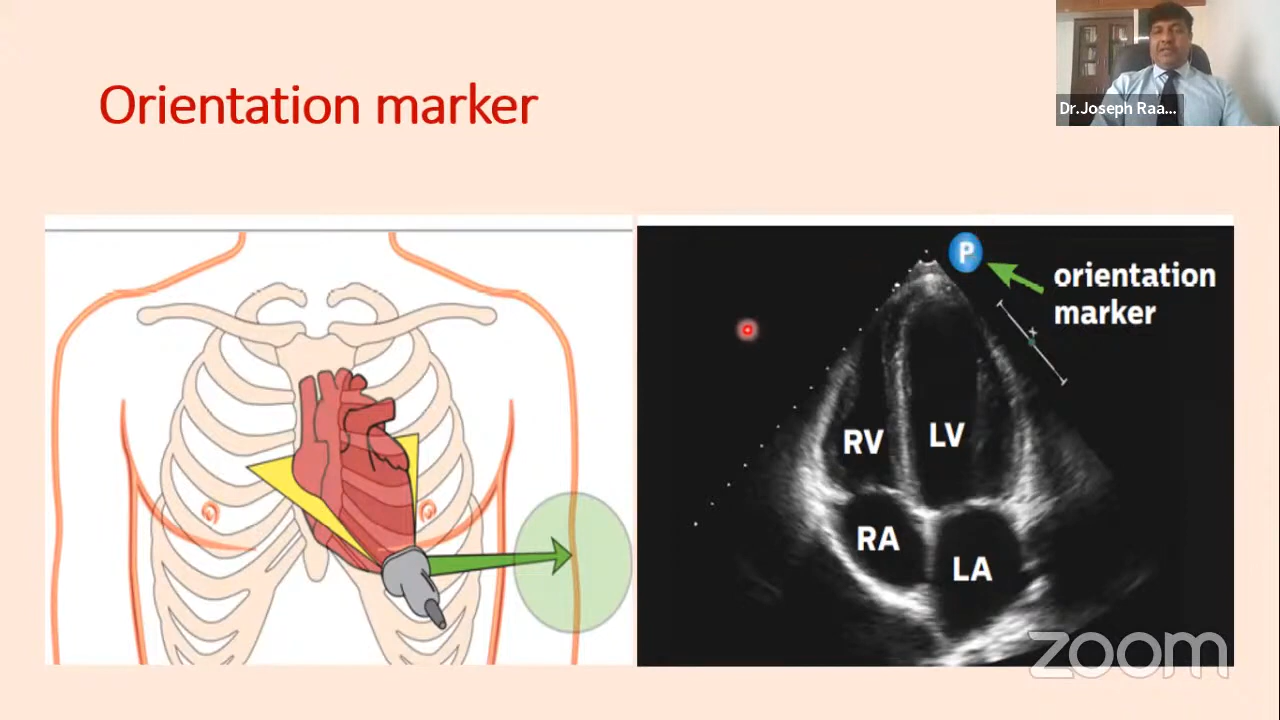 Orientation marker
Dr.Joseph Raa...
P
orientation
marker
RV
LV
RA
LA
zoom